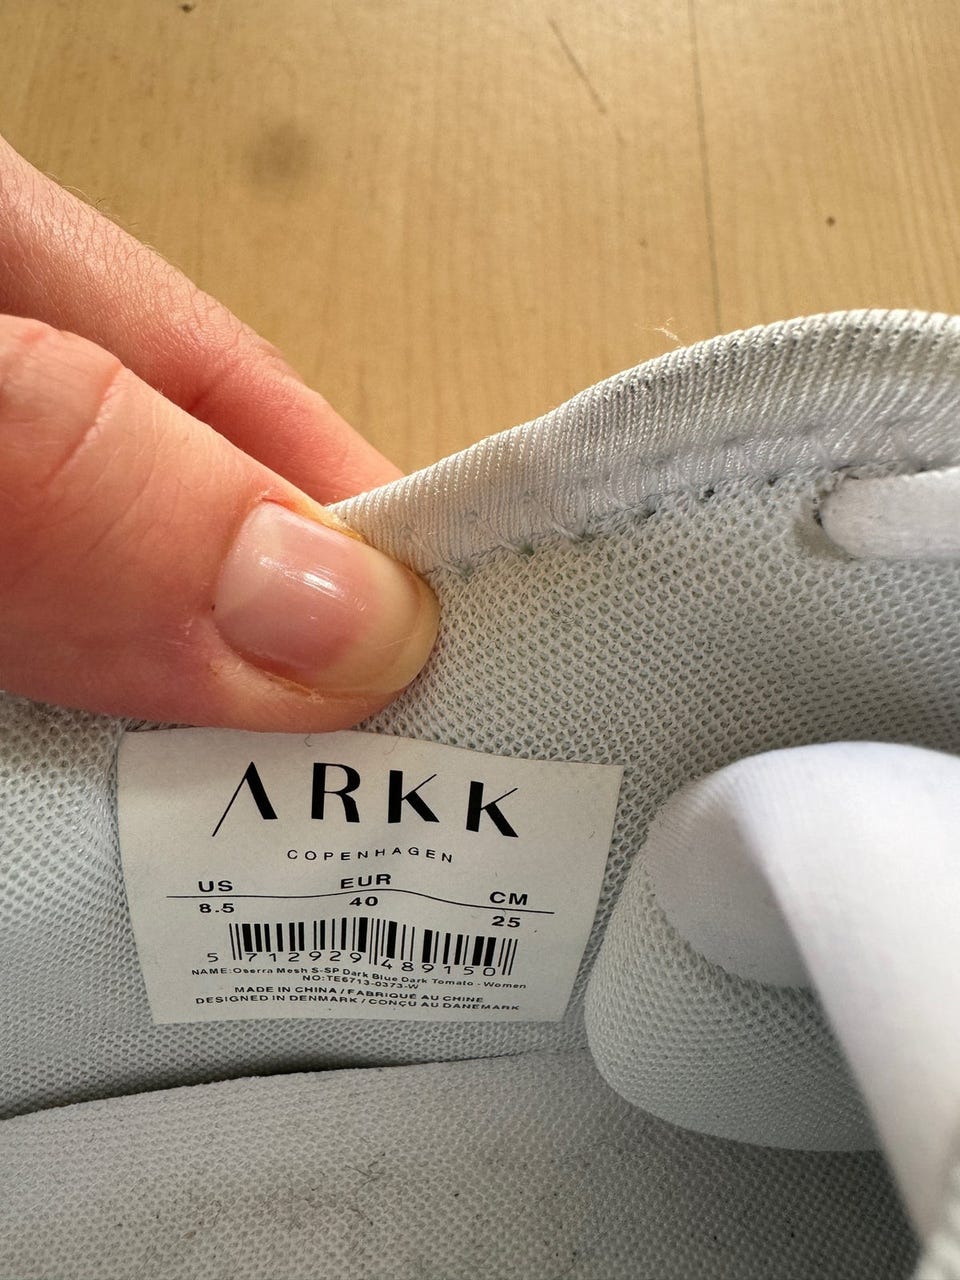 ARKK
COPENHAGEN
US EUR CM
8.5 40 25
5 712929 489150
NAME:Oserra Mesh S-SP Dark Blue Dark Tomato - Women
NO:TE6713-0373-W
MADE IN CHINA / FABRIQUÉ AU CHINE
DESIGNED IN DENMARK / CONÇU AU DANEMARK